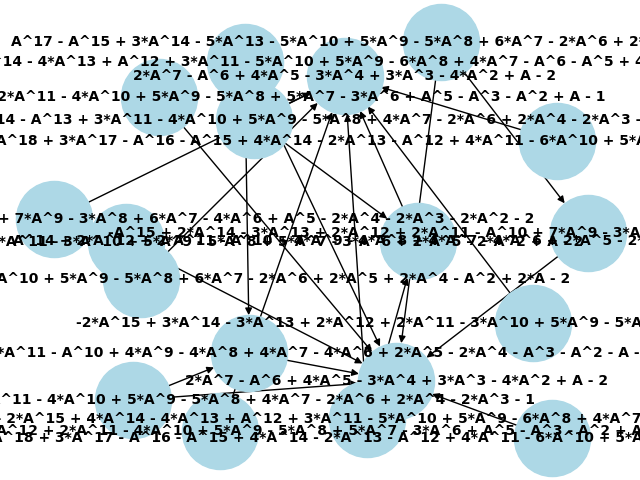 A^17 - A^15 + 3*A^14 - 5*A^13 - 5*A^10 + 5*A^9 - 5*A^8 + 6*A^7 - 2*A^6 + 2*
^14 - 4*A^13 + A^12 + 3*A^11 - 5*A^10 + 5*A^9 - 6*A^8 + 4*A^7 - A^6 - A^5 + 4
2*A^7 - A^6 + 4*A^5 - 3*A^4 + 3*A^3 - 4*A^2 + A - 2
2*A^11 - 4*A^10 + 5*A^9 - 5*A^8 + 5*A^7 - 3*A^6 + A^5 - A^3 - A^2 + A - 1
14 - A^13 + 3*A^11 - 4*A^10 + 5*A^9 - 5*A^8 + 4*A^7 - 2*A^6 + 2*A^4 - 2*A^3 -
A^18 + 3*A^17 - A^16 - A^15 + 4*A^14 - 2*A^13 - A^12 + 4*A^11 - 6*A^10 + 5*A
+ 7*A^9 - 3*A^8 + 6*A^7 - 4*A^6 + A^5 - 2*A^4 - 2*A^3 - 2*A^2 - 2
-A^15 + 2*A^14 - 3*A^13 + 2*A^12 + 2*A^11 - A^10 + 7*A^9 - 3*A
A^10 + 5*A^9 - 5*A^8 + 6*A^7 - 2*A^6 + 2*A^5 + 2*A^4 - A^2 + 2*A - 2
-2*A^15 + 3*A^14 - 3*A^13 + 2*A^12 + 2*A^11 - 3*A^10 + 5*A^9 - 5*A
*A^11 - A^10 + 4*A^9 - 4*A^8 + 4*A^7 - 4*A^6 + 2*A^5 - 2*A^4 - A^3 - A^2 - A -
2*A^7 - A^6 + 4*A^5 - 3*A^4 + 3*A^3 - 4*A^2 + A - 2
^11 - 4*A^10 + 5*A^9 - 5*A^8 + 4*A^7 - 2*A^6 + 2*A^4 - 2*A^3 - 1
- 2*A^15 + 4*A^14 - 4*A^13 + A^12 + 3*A^11 - 5*A^10 + 5*A^9 - 6*A^8 + 4*A^7
A^12 + 2*A^11 - 4*A^10 + 5*A^9 - 5*A^8 + 5*A^7 - 3*A^6 + A^5 - A^3 - A^2 + A
A^18 + 3*A^17 - A^16 - A^15 + 4*A^14 - 2*A^13 - A^12 + 4*A^11 - 6*A^10 + 5*A